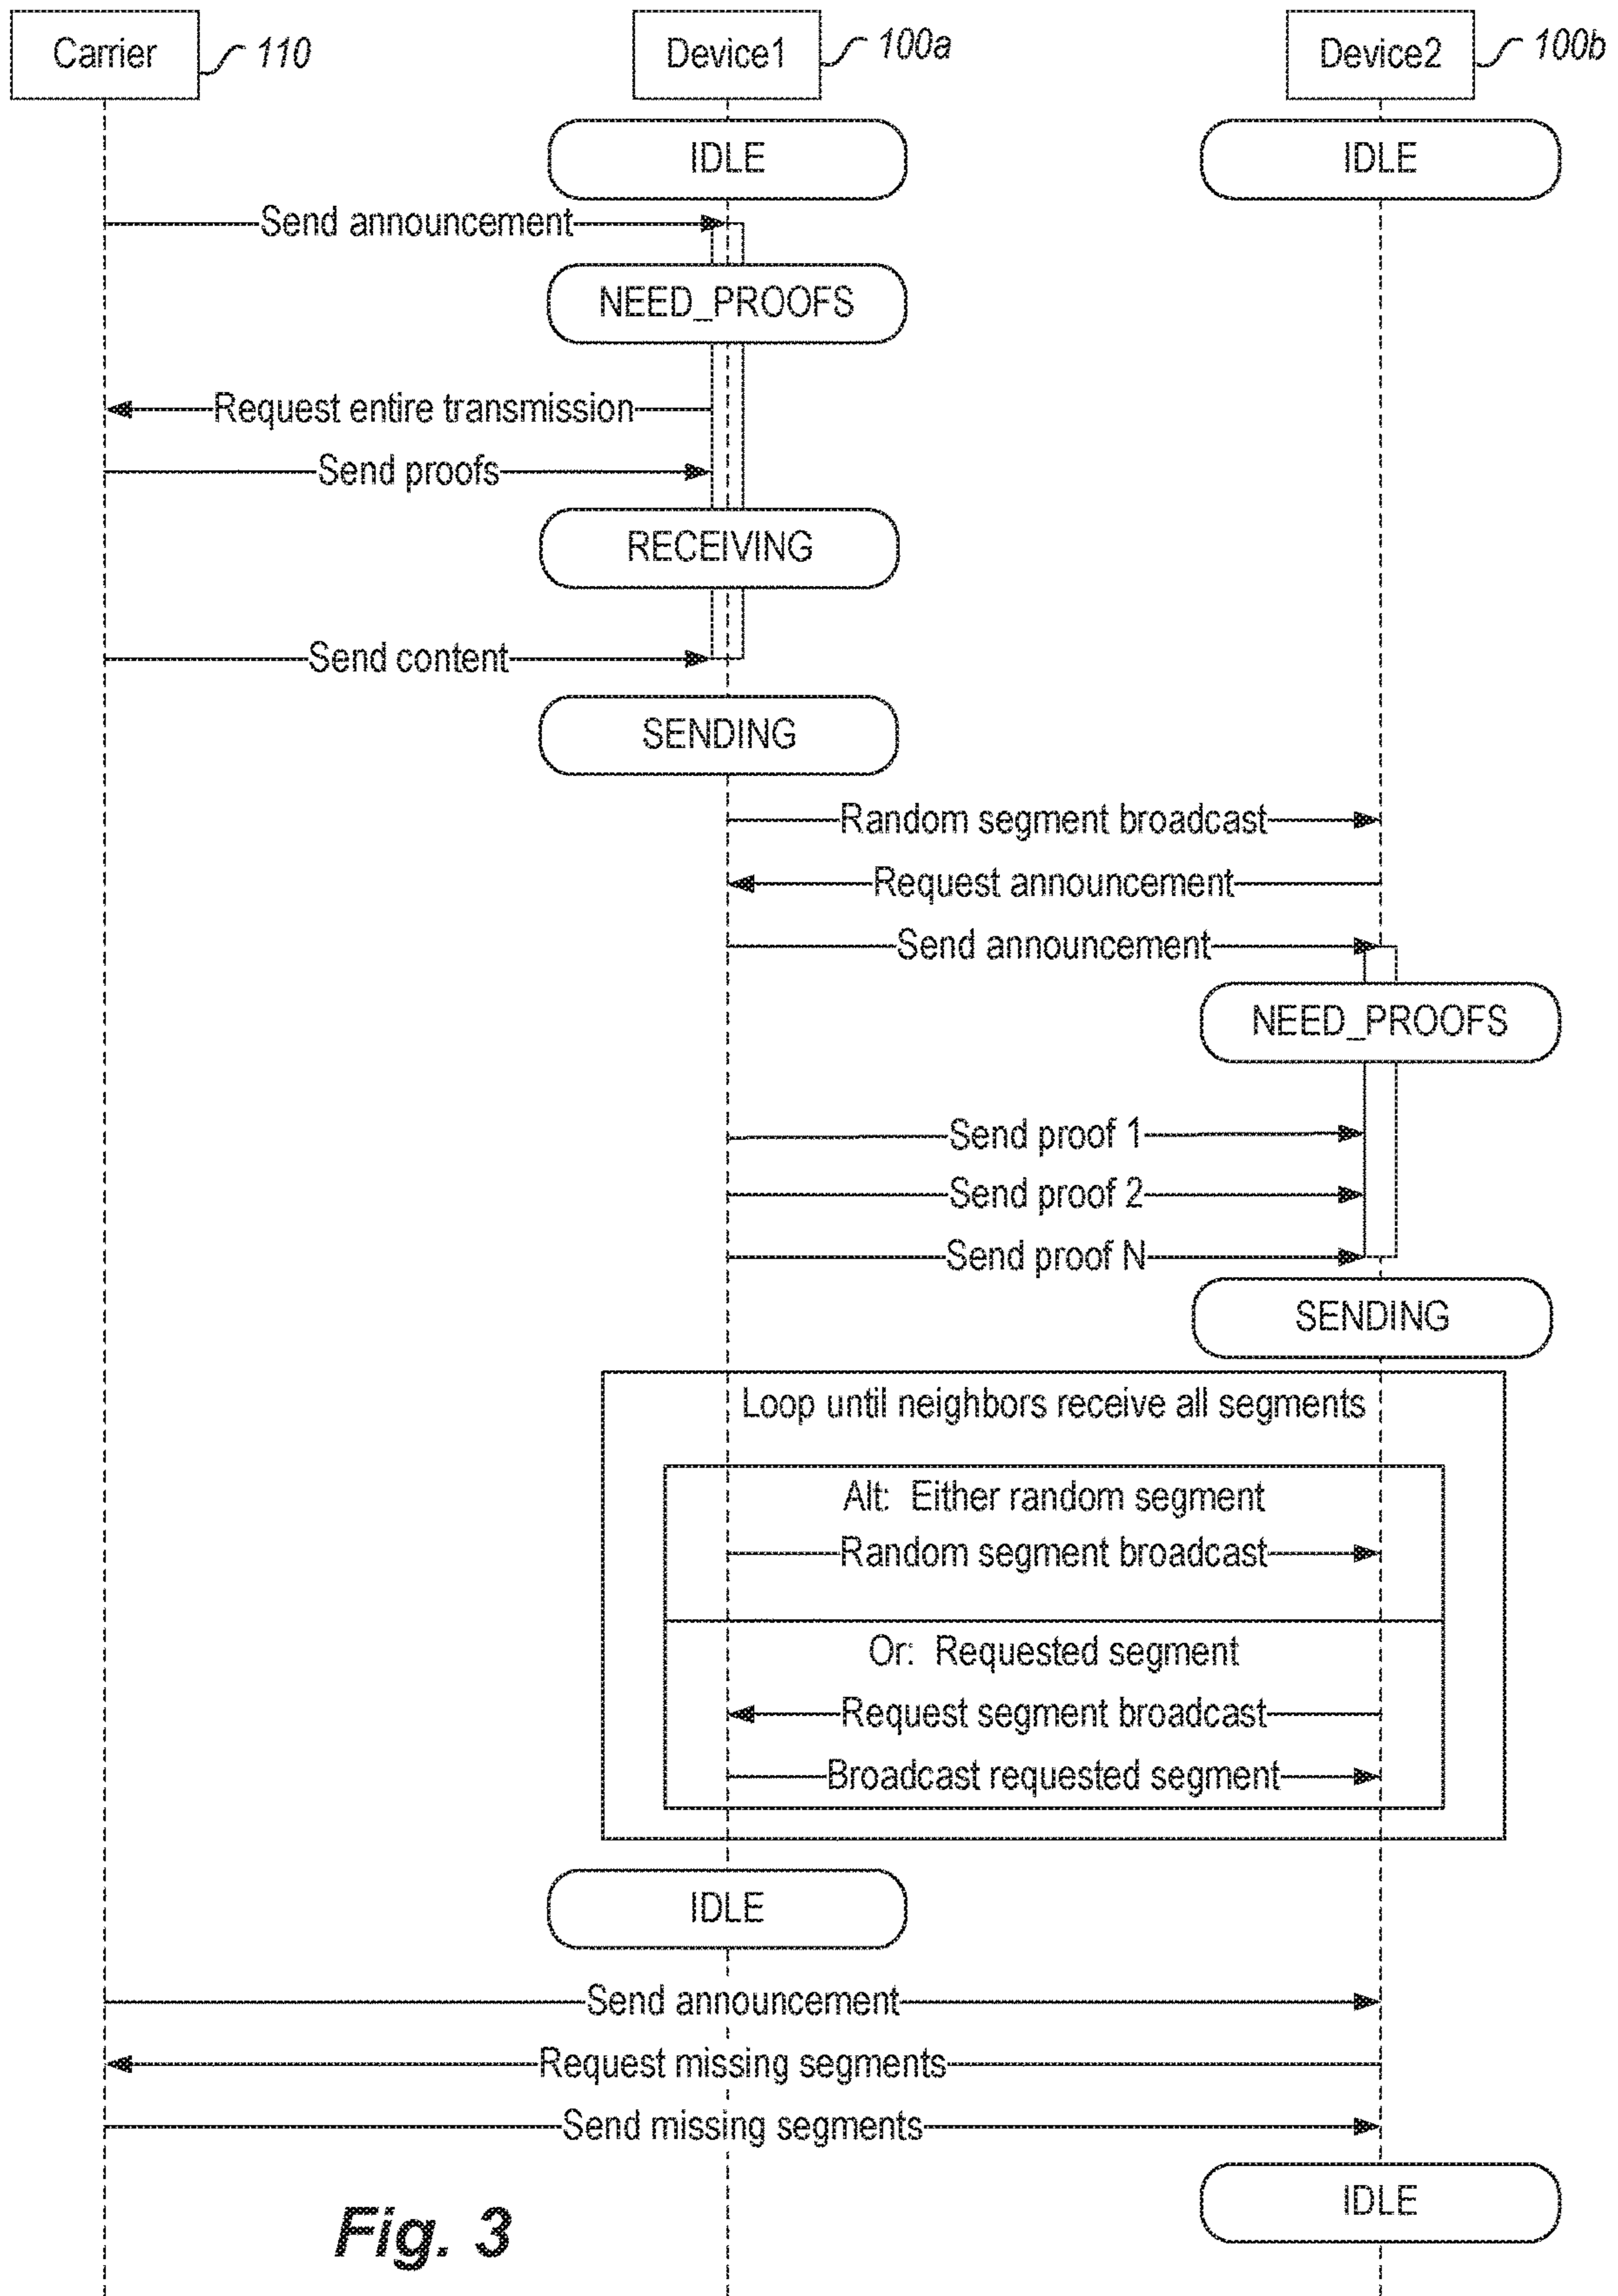 Carrier 110 Device1 100a Device2 100b
IDLE IDLE
Send announcement
NEED_PROOFS
Request entire transmission
Send proofs
RECEIVING
Send content
SENDING
Random segment broadcast
Request announcement
Send announcement
NEED_PROOFS
Send proof 1
Send proof 2
Send proof N
SENDING
Loop until neighbors receive all segments
Alt: Either random segment
Random segment broadcast
Or: Requested segment
Request segment broadcast
Broadcast requested segment
IDLE
Send announcement
Request missing segments
Send missing segments
IDLE
Fig. 3